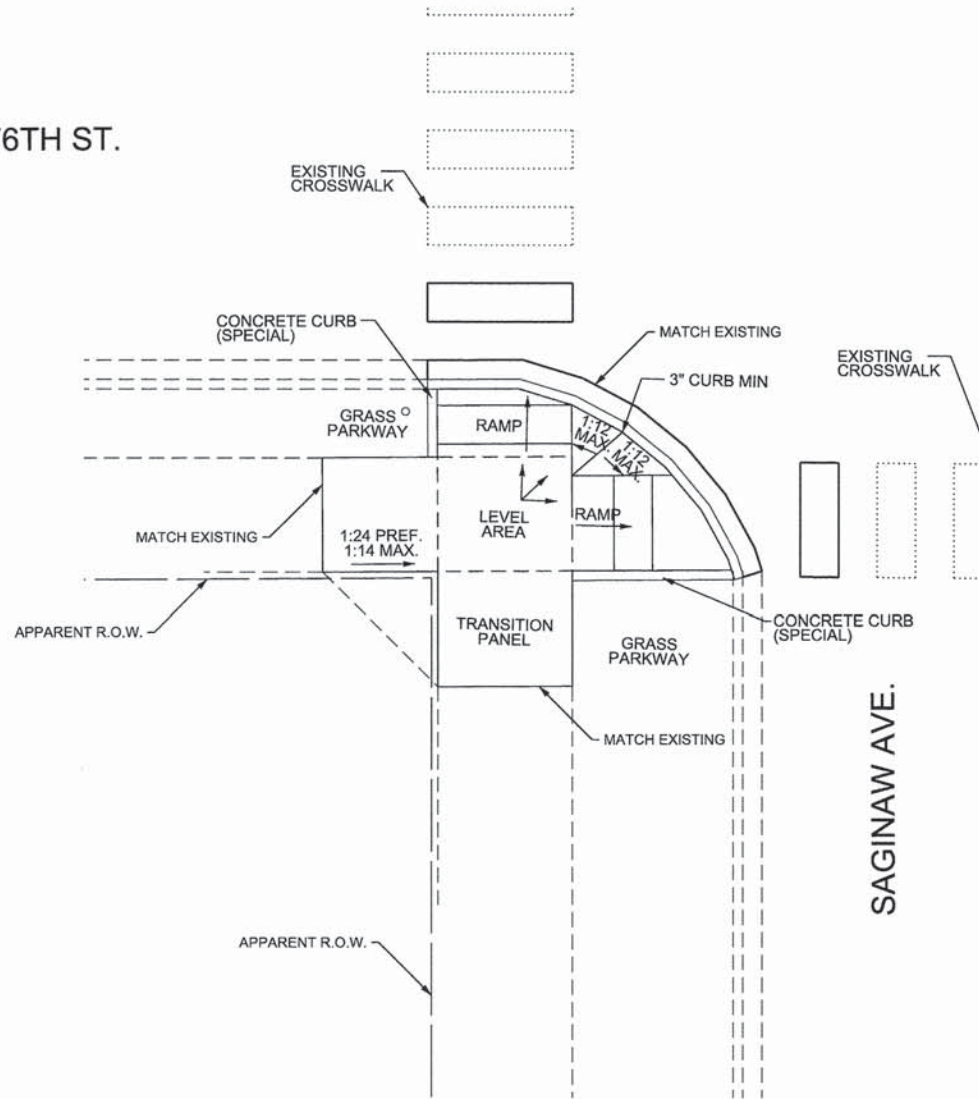 6TH ST.
EXISTING
CROSSWALK
CONCRETE CURB
(SPECIAL)
MATCH EXISTING
3" CURB MIN
EXISTING
CROSSWALK
GRASS
PARKWAY
RAMP
1:12
MAX.
1:12
MAX.
MATCH EXISTING
LEVEL
AREA
RAMP
1:24 PREF.
1:14 MAX.
APPARENT R.O.W.
TRANSITION
PANEL
GRASS
PARKWAY
CONCRETE CURB
(SPECIAL)
MATCH EXISTING
SAGINAW AVE.
APPARENT R.O.W.